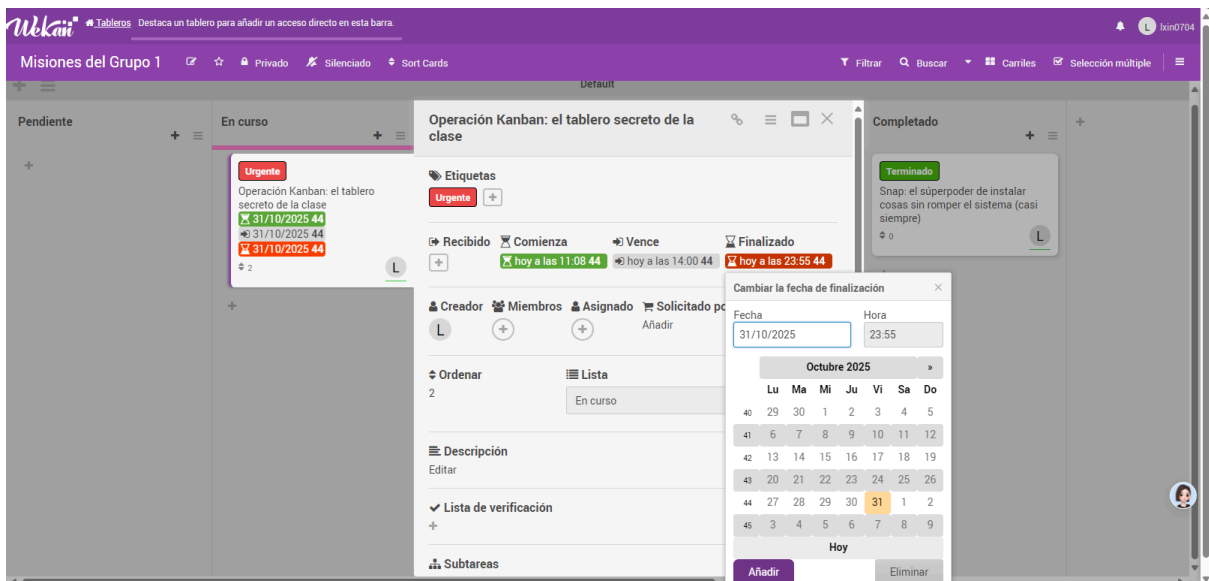 Wekan
Tableros Destaca un tablero para añadir un acceso directo en esta barra.
L lxin0704
Misiones del Grupo 1 Privado Silenciado Sort Cards Filtrar Buscar Carriles Selección múltiple
Default
Pendiente
En curso
Urgente
Operación Kanban: el tablero
secreto de la clase
31/10/2025 44
31/10/2025 44
31/10/2025 44
2
L
Operación Kanban: el tablero secreto de la
clase
Etiquetas
Urgente
Recibido Comienza Vence Finalizado
hoy a las 11:08 44 hoy a las 14:00 44 hoy a las 23:55 44
Creador Miembros Asignado Solicitado po
L Añadir
Ordenar Lista
2 En curso
Descripción
Editar
Lista de verificación
Subtareas
Cambiar la fecha de finalización
Fecha Hora
31/10/2025 23:55
Octubre 2025 »
Lu Ma Mi Ju Vi Sa Do
40 29 30 1 2 3 4 5
41 6 7 8 9 10 11 12
42 13 14 15 16 17 18 19
43 20 21 22 23 24 25 26
44 27 28 29 30 31 1 2
45 3 4 5 6 7 8 9
Hoy
Añadir Eliminar
Completado
Terminado
Snap: el súperpoder de instalar
cosas sin romper el sistema (casi
siempre)
0
L